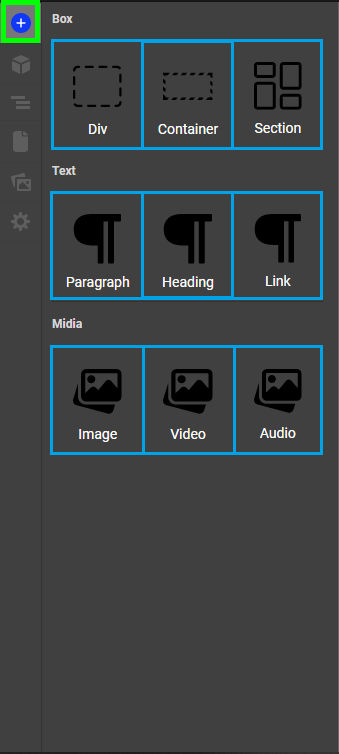 Box
Div Container Section
Text
Paragraph Heading Link
Midia
Image Video Audio